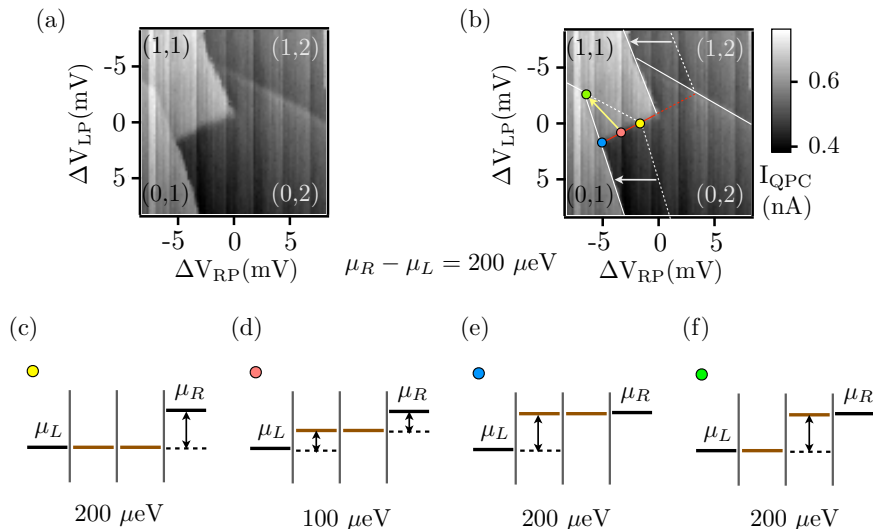 (a)
(b)
(1,1)
(1,2)
(0,1)
(0,2)
-5
0
5
ΔV_LP(mV)
-5
0
5
ΔV_RP(mV)
(1,1)
(1,2)
(0,1)
(0,2)
-5
0
5
ΔV_LP(mV)
-5
0
5
ΔV_RP(mV)
0.6
0.4
I_QPC
(nA)
μ_R − μ_L = 200 μeV
(c)
(d)
(e)
(f)
μ_L
μ_R
200 μeV
μ_L
μ_R
100 μeV
μ_L
μ_R
200 μeV
μ_L
μ_R
200 μeV